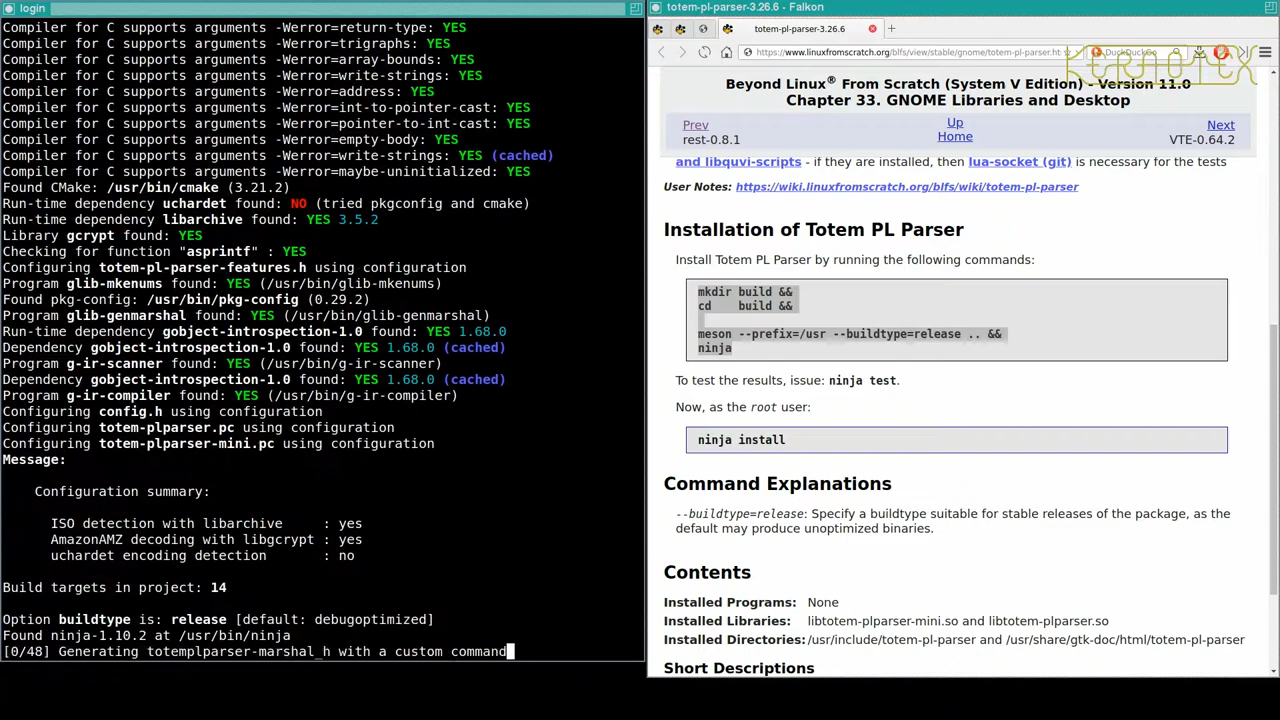 login
Compiler for C supports arguments -Werror=return-type: YES
Compiler for C supports arguments -Werror=trigraphs: YES
Compiler for C supports arguments -Werror=array-bounds: YES
Compiler for C supports arguments -Werror=write-strings: YES
Compiler for C supports arguments -Werror=address: YES
Compiler for C supports arguments -Werror=int-to-pointer-cast: YES
Compiler for C supports arguments -Werror=pointer-to-int-cast: YES
Compiler for C supports arguments -Werror=empty-body: YES
Compiler for C supports arguments -Werror=write-strings: YES (cached)
Compiler for C supports arguments -Werror=maybe-uninitialized: YES
Found CMake: /usr/bin/cmake (3.21.2)
Run-time dependency uchardet found: NO (tried pkgconfig and cmake)
Run-time dependency libarchive found: YES 3.5.2
Library gcrypt found: YES
Checking for function "asprintf" : YES
Configuring totem-pl-parser-features.h using configuration
Program glib-mkenums found: YES (/usr/bin/glib-mkenums)
Found pkg-config: /usr/bin/pkg-config (0.29.2)
Program glib-genmarshal found: YES (/usr/bin/glib-genmarshal)
Run-time dependency gobject-introspection-1.0 found: YES 1.68.0
Dependency gobject-introspection-1.0 found: YES 1.68.0 (cached)
Program g-ir-scanner found: YES (/usr/bin/g-ir-scanner)
Dependency gobject-introspection-1.0 found: YES 1.68.0 (cached)
Program g-ir-compiler found: YES (/usr/bin/g-ir-compiler)
Configuring config.h using configuration
Configuring totem-plparser.pc using configuration
Configuring totem-plparser-mini.pc using configuration
Message:
Configuration summary:
ISO detection with libarchive : yes
AmazonAMZ decoding with libgcrypt : yes
uchardet encoding detection : no
Build targets in project: 14
Option buildtype is: release [default: debugoptimized]
Found ninja-1.10.2 at /usr/bin/ninja
[0/48] Generating totemplparser-marshal_h with a custom command
totem-pl-parser-3.26.6 - Falkon
totem-pl-parser-3.26.6
https://www.linuxfromscratch.org/blfs/view/stable/gnome/totem-pl-parser.ht
DuckDuckGo
KERNOTEX
Beyond Linux® From Scratch (System V Edition) - Version 11.0
Chapter 33. GNOME Libraries and Desktop
Prev Up Next
rest-0.8.1 Home VTE-0.64.2
and libquvi-scripts - if they are installed, then lua-socket (git) is necessary for the tests
User Notes: https://wiki.linuxfromscratch.org/blfs/wiki/totem-pl-parser
Installation of Totem PL Parser
Install Totem PL Parser by running the following commands:
mkdir build &&
cd    build &&
meson --prefix=/usr --buildtype=release .. &&
ninja
To test the results, issue: ninja test.
Now, as the root user:
ninja install
Command Explanations
--buildtype=release: Specify a buildtype suitable for stable releases of the package, as the
default may produce unoptimized binaries.
Contents
Installed Programs: None
Installed Libraries: libtotem-plparser-mini.so and libtotem-plparser.so
Installed Directories: /usr/include/totem-pl-parser and /usr/share/gtk-doc/html/totem-pl-parser
Short Descriptions